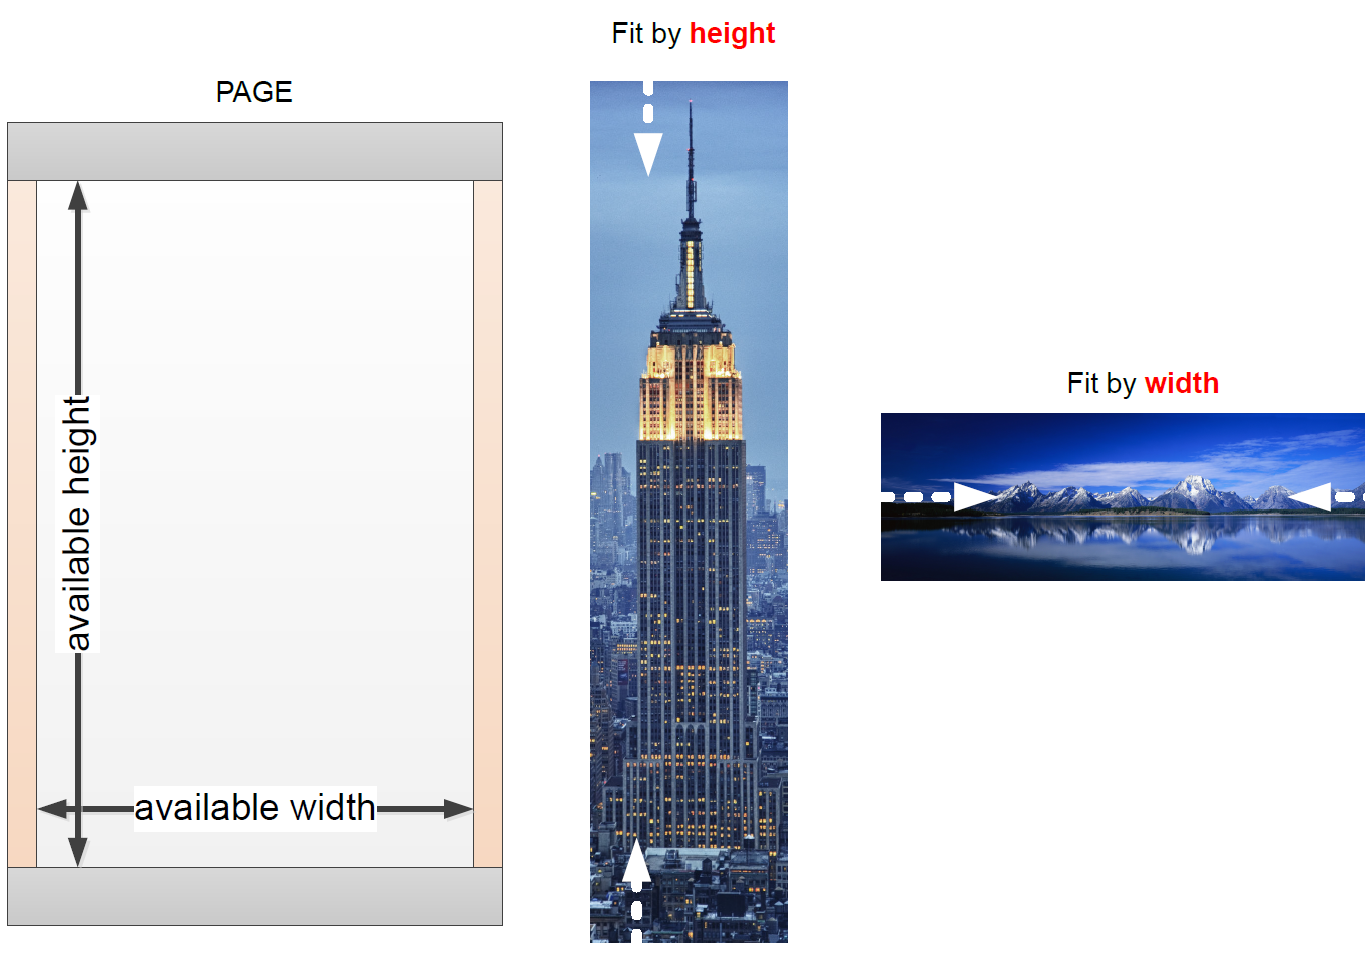 Fit by height
PAGE
available height
available width
Fit by width